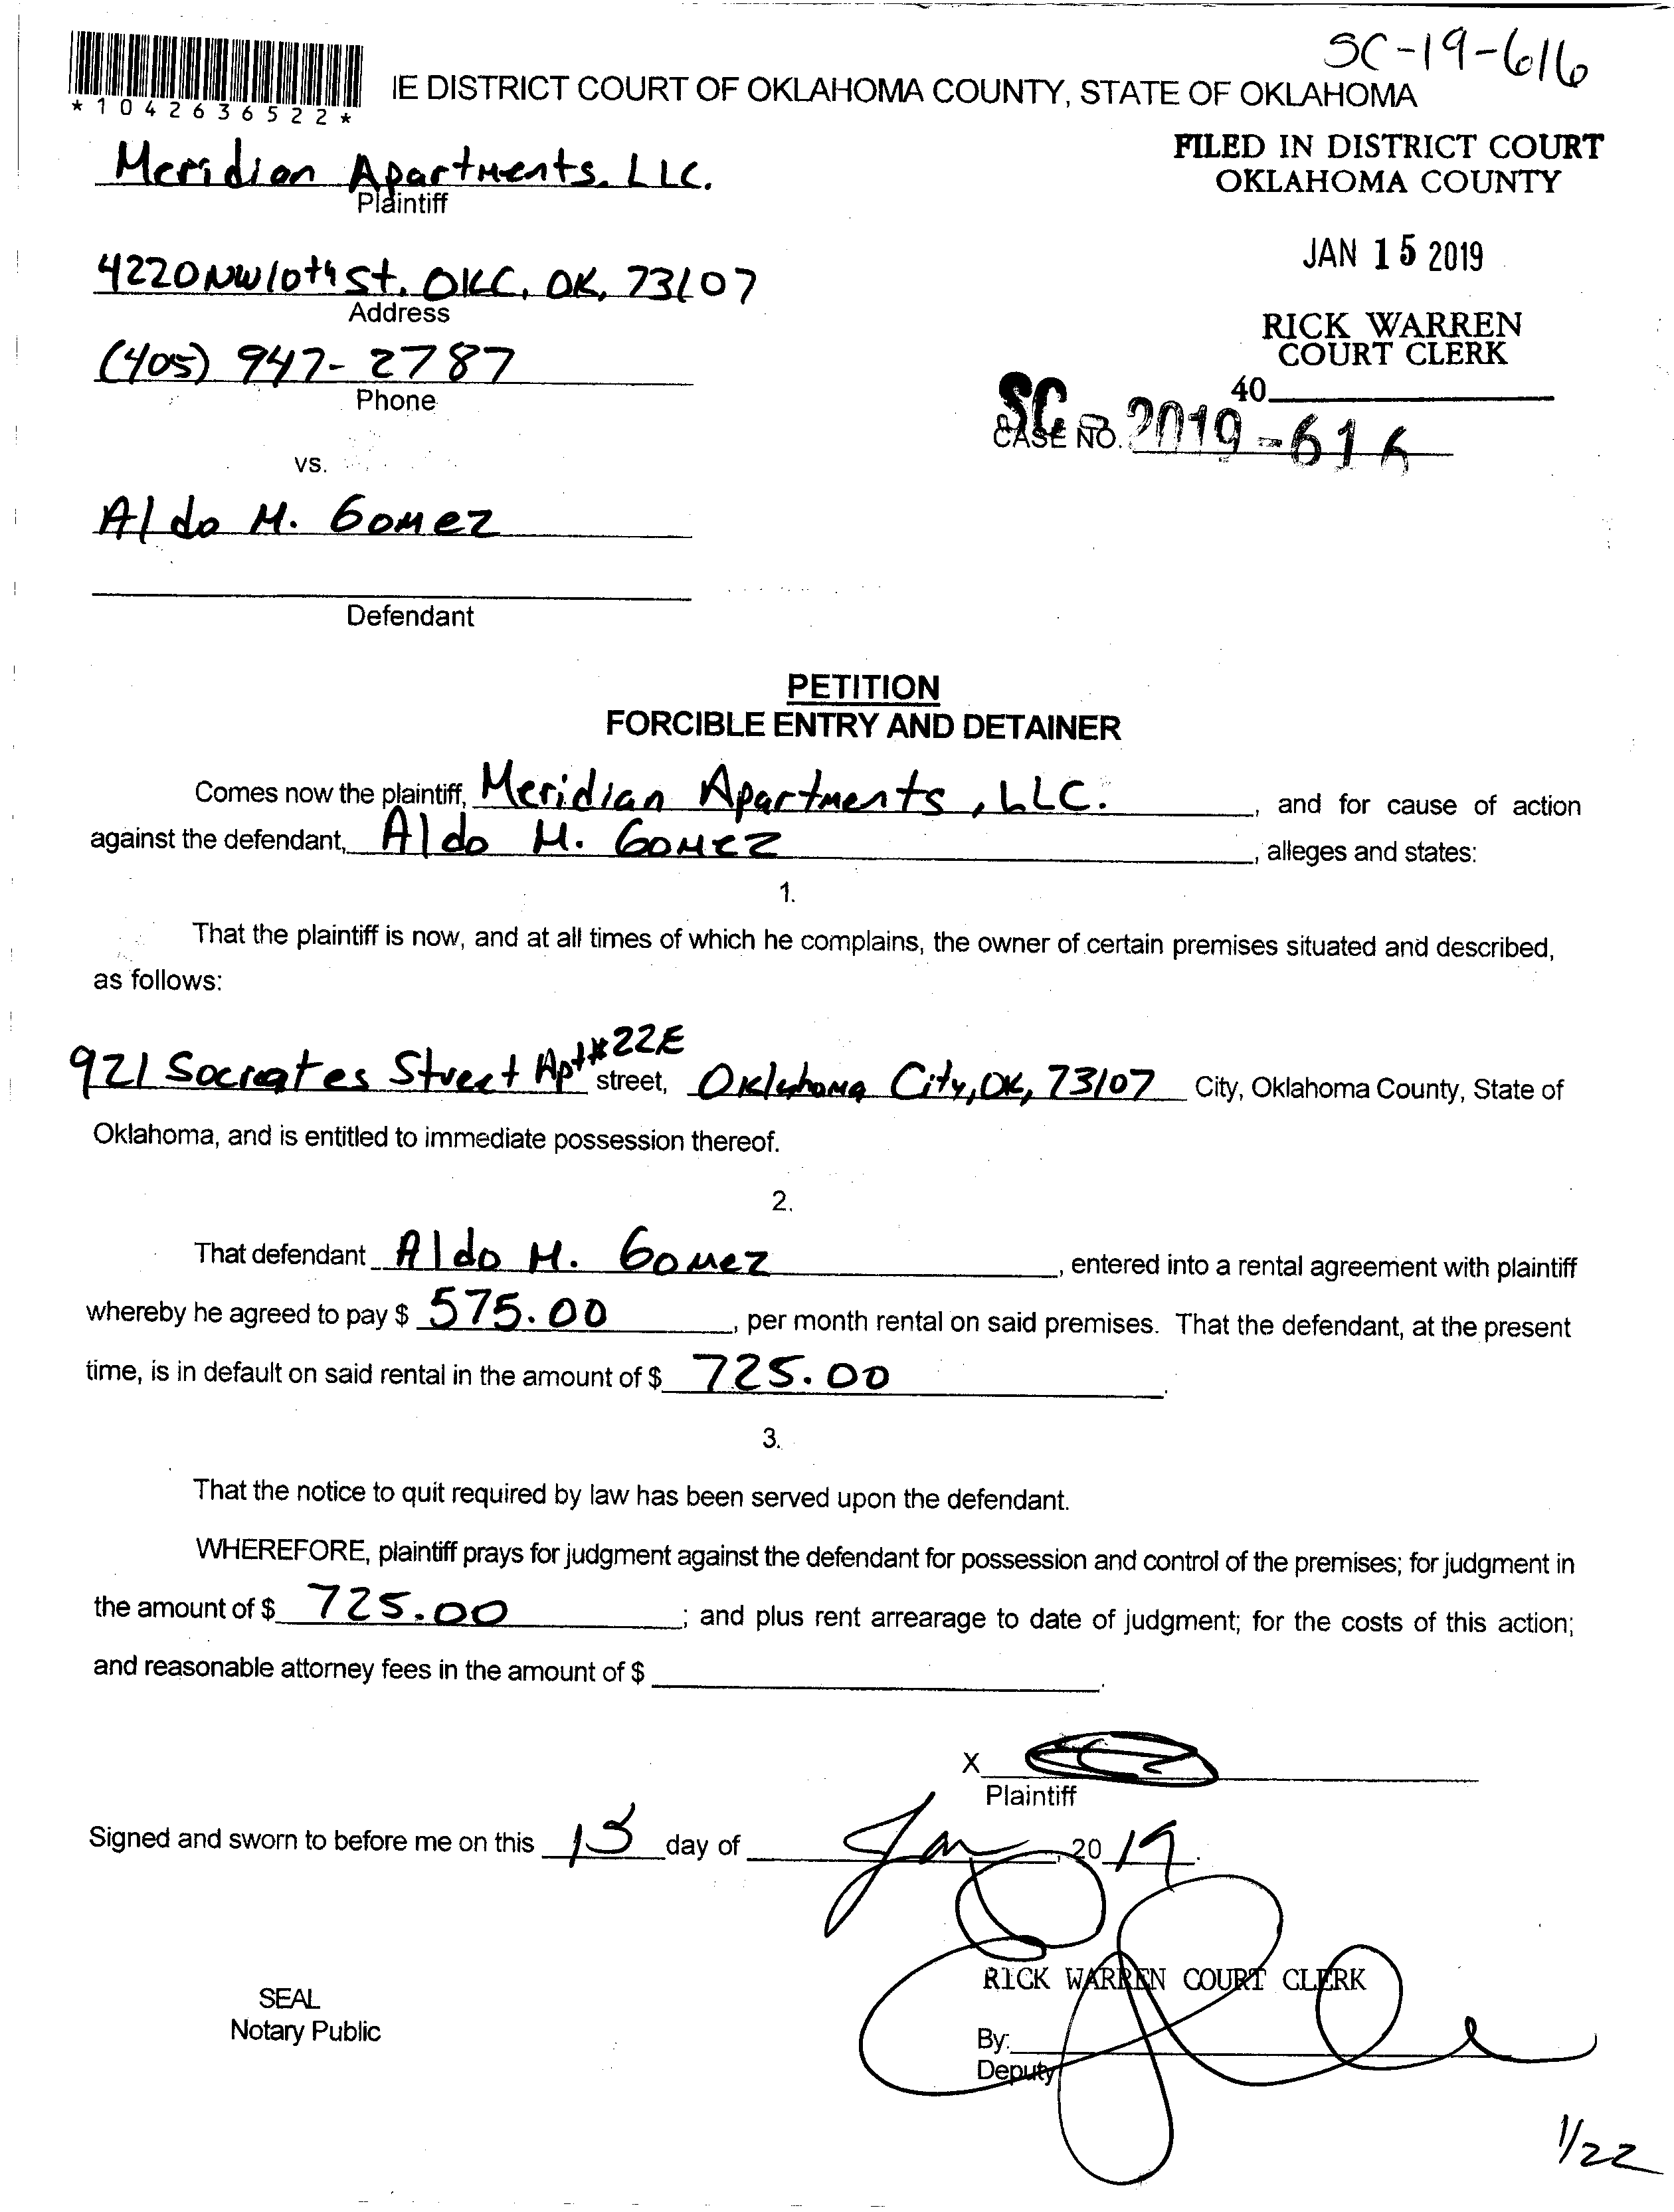 SC-19-616
*1042636522*
IE DISTRICT COURT OF OKLAHOMA COUNTY, STATE OF OKLAHOMA
FILED IN DISTRICT COURT
OKLAHOMA COUNTY
Meridian Apartments, LLC.
Plaintiff
JAN 15 2019
4220 NW 10th St. OKC, OK, 73107
Address
RICK WARREN
COURT CLERK
(405) 947-2787
Phone
40
SC - 2019-616
CASE NO.
vs.
Aldo M. Gomez
Defendant
PETITION
FORCIBLE ENTRY AND DETAINER
Comes now the plaintiff, Meridian Apartments, LLC. , and for cause of action
against the defendant, Aldo M. Gomez , alleges and states:
1.
That the plaintiff is now, and at all times of which he complains, the owner of certain premises situated and described,
as follows:
921 Socrates Street Apt #22E street, Oklahoma City, OK, 73107 City, Oklahoma County, State of
Oklahoma, and is entitled to immediate possession thereof.
2.
That defendant Aldo M. Gomez , entered into a rental agreement with plaintiff
whereby he agreed to pay $ 575.00 , per month rental on said premises. That the defendant, at the present
time, is in default on said rental in the amount of $ 725.00 .
3.
That the notice to quit required by law has been served upon the defendant.
WHEREFORE, plaintiff prays for judgment against the defendant for possession and control of the premises; for judgment in
the amount of $ 725.00 ; and plus rent arrearage to date of judgment; for the costs of this action;
and reasonable attorney fees in the amount of $ .
X
Plaintiff
Signed and sworn to before me on this 15 day of Jan , 20 19 .
RICK WARREN COURT CLERK
SEAL
Notary Public
By:
Deputy
1/22